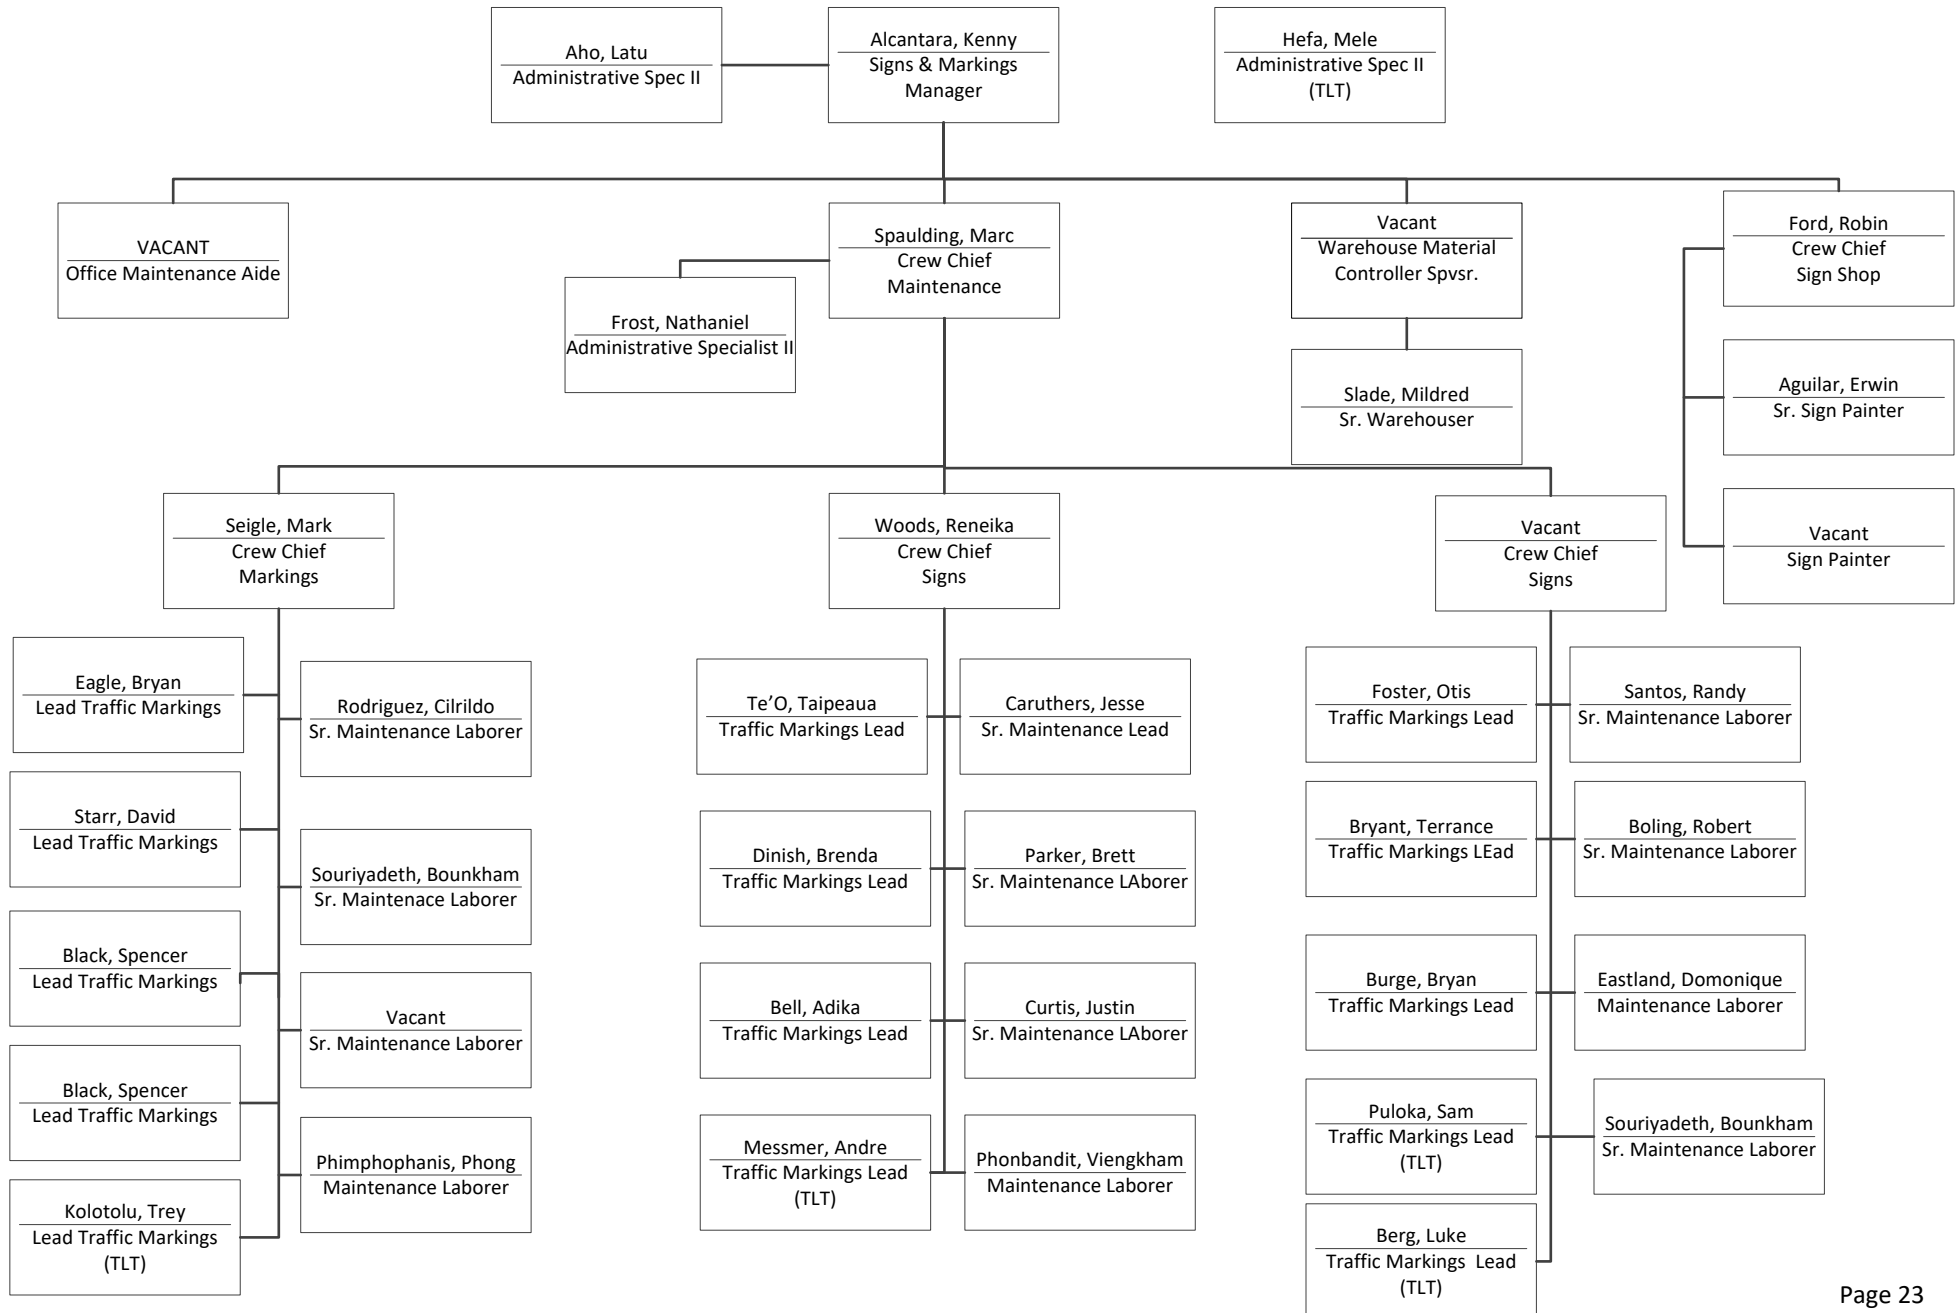 Aho, Latu
Administrative Spec II
Alcantara, Kenny
Signs & Markings
Manager
Hefa, Mele
Administrative Spec II
(TLT)
VACANT
Office Maintenance Aide
Spaulding, Marc
Crew Chief
Maintenance
Frost, Nathaniel
Administrative Specialist II
Vacant
Warehouse Material
Controller Spvsr.
Slade, Mildred
Sr. Warehouser
Ford, Robin
Crew Chief
Sign Shop
Aguilar, Erwin
Sr. Sign Painter
Vacant
Sign Painter
Seigle, Mark
Crew Chief
Markings
Eagle, Bryan
Lead Traffic Markings
Rodriguez, Cilrildo
Sr. Maintenance Laborer
Starr, David
Lead Traffic Markings
Souriyadeth, Bounkham
Sr. Maintenace Laborer
Black, Spencer
Lead Traffic Markings
Vacant
Sr. Maintenance Laborer
Black, Spencer
Lead Traffic Markings
Phimphophanis, Phong
Maintenance Laborer
Kolotolu, Trey
Lead Traffic Markings
(TLT)
Woods, Reneika
Crew Chief
Signs
Te’O, Taipeaua
Traffic Markings Lead
Caruthers, Jesse
Sr. Maintenance Lead
Dinish, Brenda
Traffic Markings Lead
Parker, Brett
Sr. Maintenance LAborer
Bell, Adika
Traffic Markings Lead
Curtis, Justin
Sr. Maintenance LAborer
Messmer, Andre
Traffic Markings Lead
(TLT)
Phonbandit, Viengkham
Maintenance Laborer
Vacant
Crew Chief
Signs
Foster, Otis
Traffic Markings Lead
Santos, Randy
Sr. Maintenance Laborer
Bryant, Terrance
Traffic Markings LEad
Boling, Robert
Sr. Maintenance Laborer
Burge, Bryan
Traffic Markings Lead
Eastland, Domonique
Maintenance Laborer
Puloka, Sam
Traffic Markings Lead
(TLT)
Souriyadeth, Bounkham
Sr. Maintenance Laborer
Berg, Luke
Traffic Markings Lead
(TLT)
Page 23